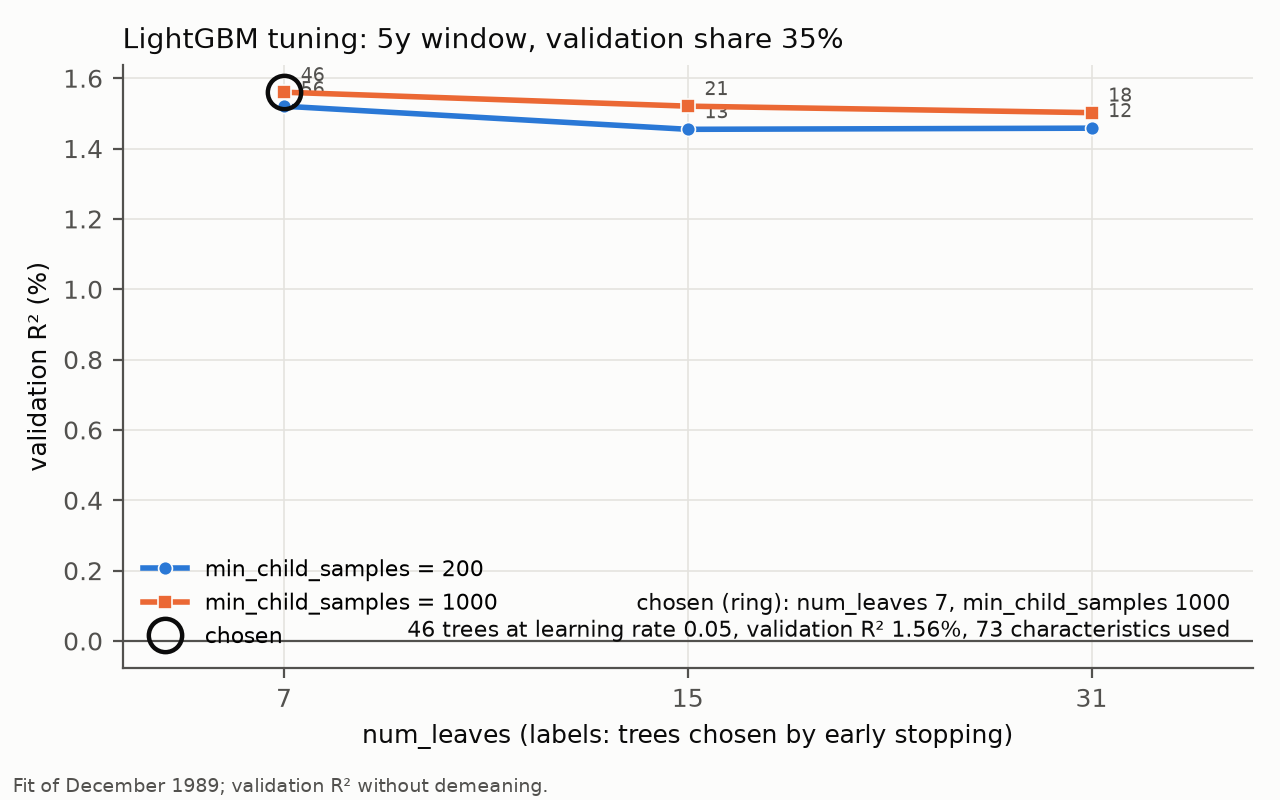 LightGBM tuning: 5y window, validation share 35%
1.6
1.4
1.2
1.0
0.8
0.6
0.4
0.2
0.0
validation R² (%)
46
56
21
13
18
12
min_child_samples = 200
min_child_samples = 1000
chosen
chosen (ring): num_leaves 7, min_child_samples 1000
46 trees at learning rate 0.05, validation R² 1.56%, 73 characteristics used
7
15
31
num_leaves (labels: trees chosen by early stopping)
Fit of December 1989; validation R² without demeaning.